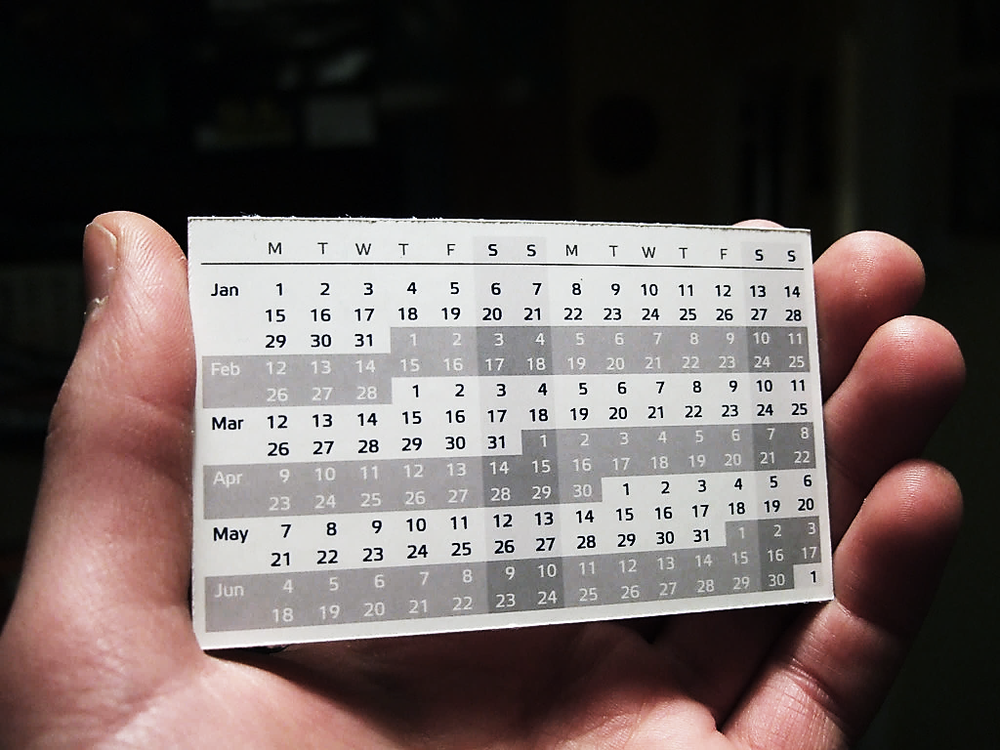 M T W T F S S M T W T F S S
Jan 1 2 3 4 5 6 7 8 9 10 11 12 13 14
15 16 17 18 19 20 21 22 23 24 25 26 27 28
29 30 31 1 2 3 4 5 6 7 8 9 10 11
Feb 12 13 14 15 16 17 18 19 20 21 22 23 24 25
26 27 28 1 2 3 4 5 6 7 8 9 10 11
Mar 12 13 14 15 16 17 18 19 20 21 22 23 24 25
26 27 28 29 30 31 1 2 3 4 5 6 7 8
Apr 9 10 11 12 13 14 15 16 17 18 19 20 21 22
23 24 25 26 27 28 29 30 1 2 3 4 5 6
May 7 8 9 10 11 12 13 14 15 16 17 18 19 20
21 22 23 24 25 26 27 28 29 30 31 1 2 3
Jun 4 5 6 7 8 9 10 11 12 13 14 15 16 17
18 19 20 21 22 23 24 25 26 27 28 29 30 1